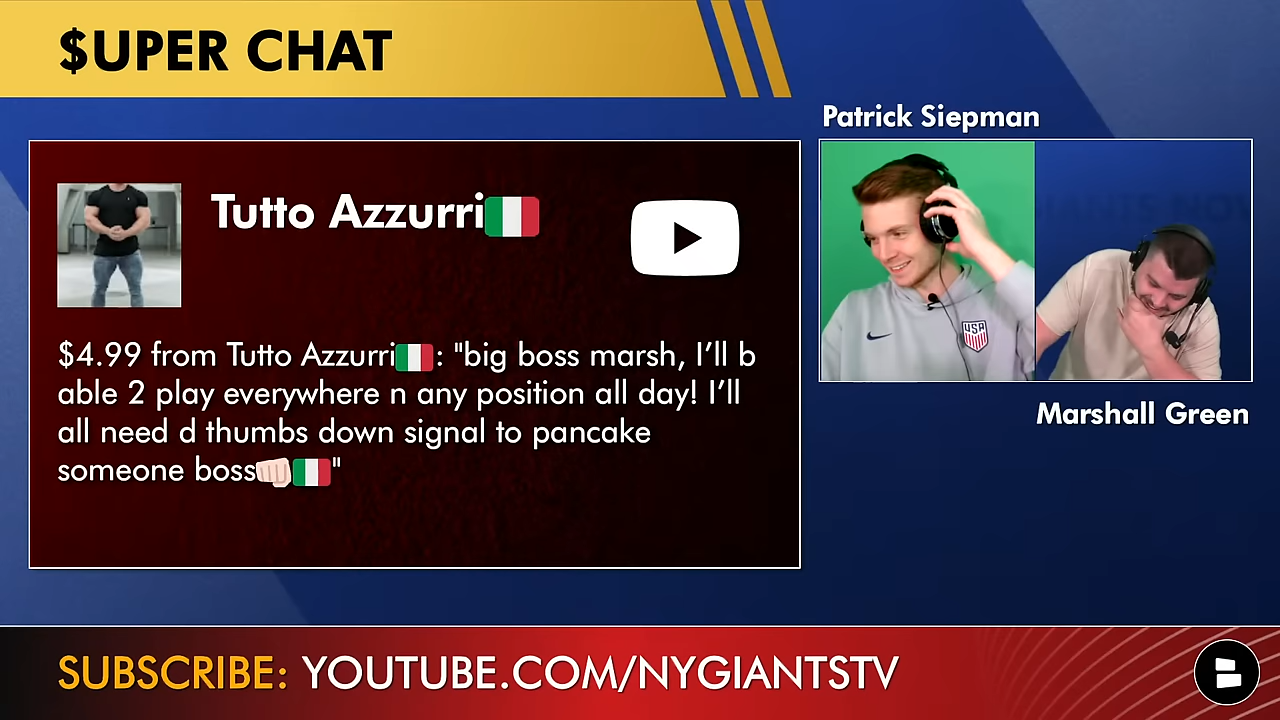 $UPER CHAT
Patrick Siepman
Tutto Azzurri🇮🇹
USA
$4.99 from Tutto Azzurri🇮🇹: "big boss marsh, I’ll b
able 2 play everywhere n any position all day! I’ll
all need d thumbs down signal to pancake
someone boss👊🏻🇮🇹"
Marshall Green
SUBSCRIBE: YOUTUBE.COM/NYGIANTSTV